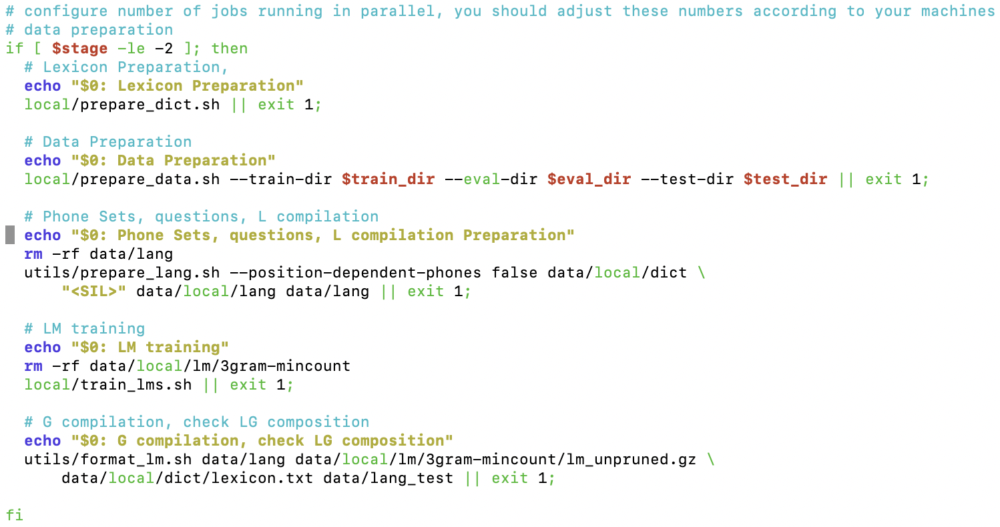 # configure number of jobs running in parallel, you should adjust these numbers according to your machines
# data preparation
if [ $stage -le -2 ]; then
  # Lexicon Preparation,
  echo "$0: Lexicon Preparation"
  local/prepare_dict.sh || exit 1;

  # Data Preparation
  echo "$0: Data Preparation"
  local/prepare_data.sh --train-dir $train_dir --eval-dir $eval_dir --test-dir $test_dir || exit 1;

  # Phone Sets, questions, L compilation
  echo "$0: Phone Sets, questions, L compilation Preparation"
  rm -rf data/lang
  utils/prepare_lang.sh --position-dependent-phones false data/local/dict \
      "<SIL>" data/local/lang data/lang || exit 1;

  # LM training
  echo "$0: LM training"
  rm -rf data/local/lm/3gram-mincount
  local/train_lms.sh || exit 1;

  # G compilation, check LG composition
  echo "$0: G compilation, check LG composition"
  utils/format_lm.sh data/lang data/local/lm/3gram-mincount/lm_unpruned.gz \
      data/local/dict/lexicon.txt data/lang_test || exit 1;

fi